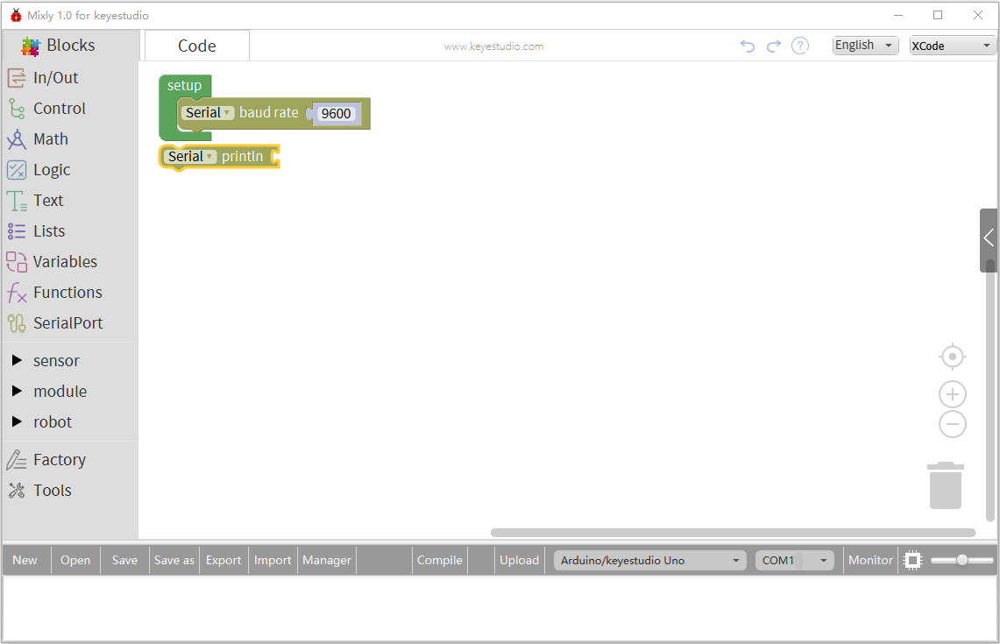 Mixly 1.0 for keyestudio
Blocks
Code
www.keyestudio.com
English
XCode
In/Out
Control
Math
Logic
Text
Lists
Variables
Functions
SerialPort
sensor
module
robot
Factory
Tools
setup
Serial baud rate 9600
Serial println
New Open Save Save as Export Import Manager Compile Upload Arduino/keyestudio Uno COM1 Monitor